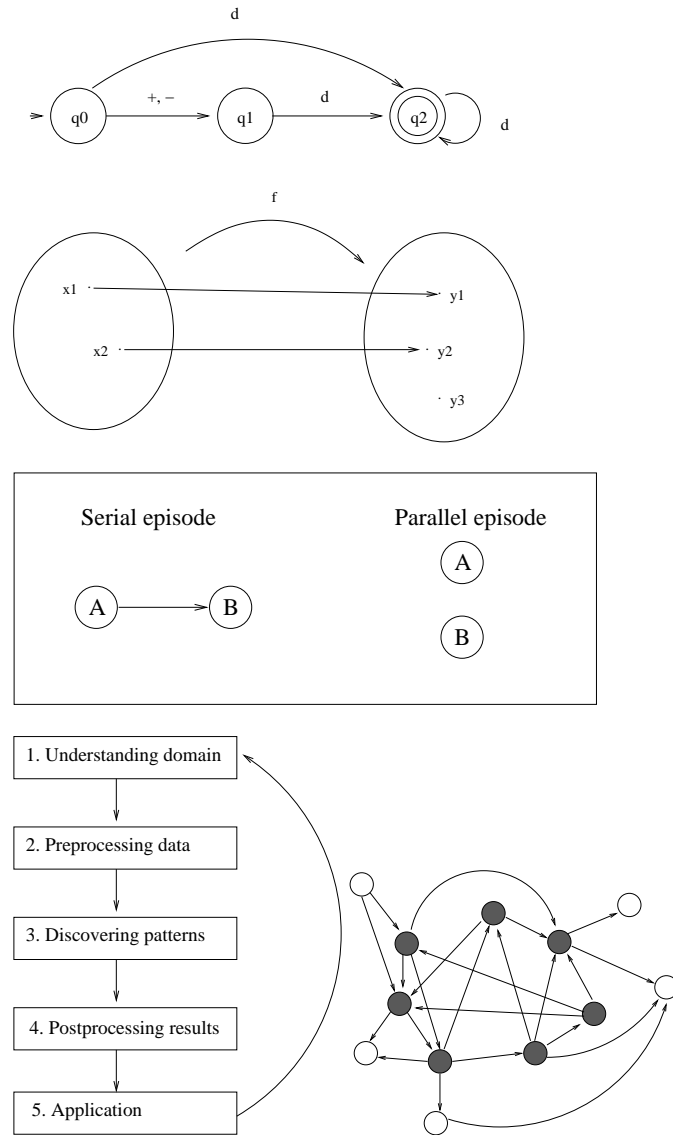 d
q0
+, −
q1
d
q2
d
f
x1
y1
x2
y2
y3
Serial episode
Parallel episode
A
A
B
B
1. Understanding domain
2. Preprocessing data
3. Discovering patterns
4. Postprocessing results
5. Application